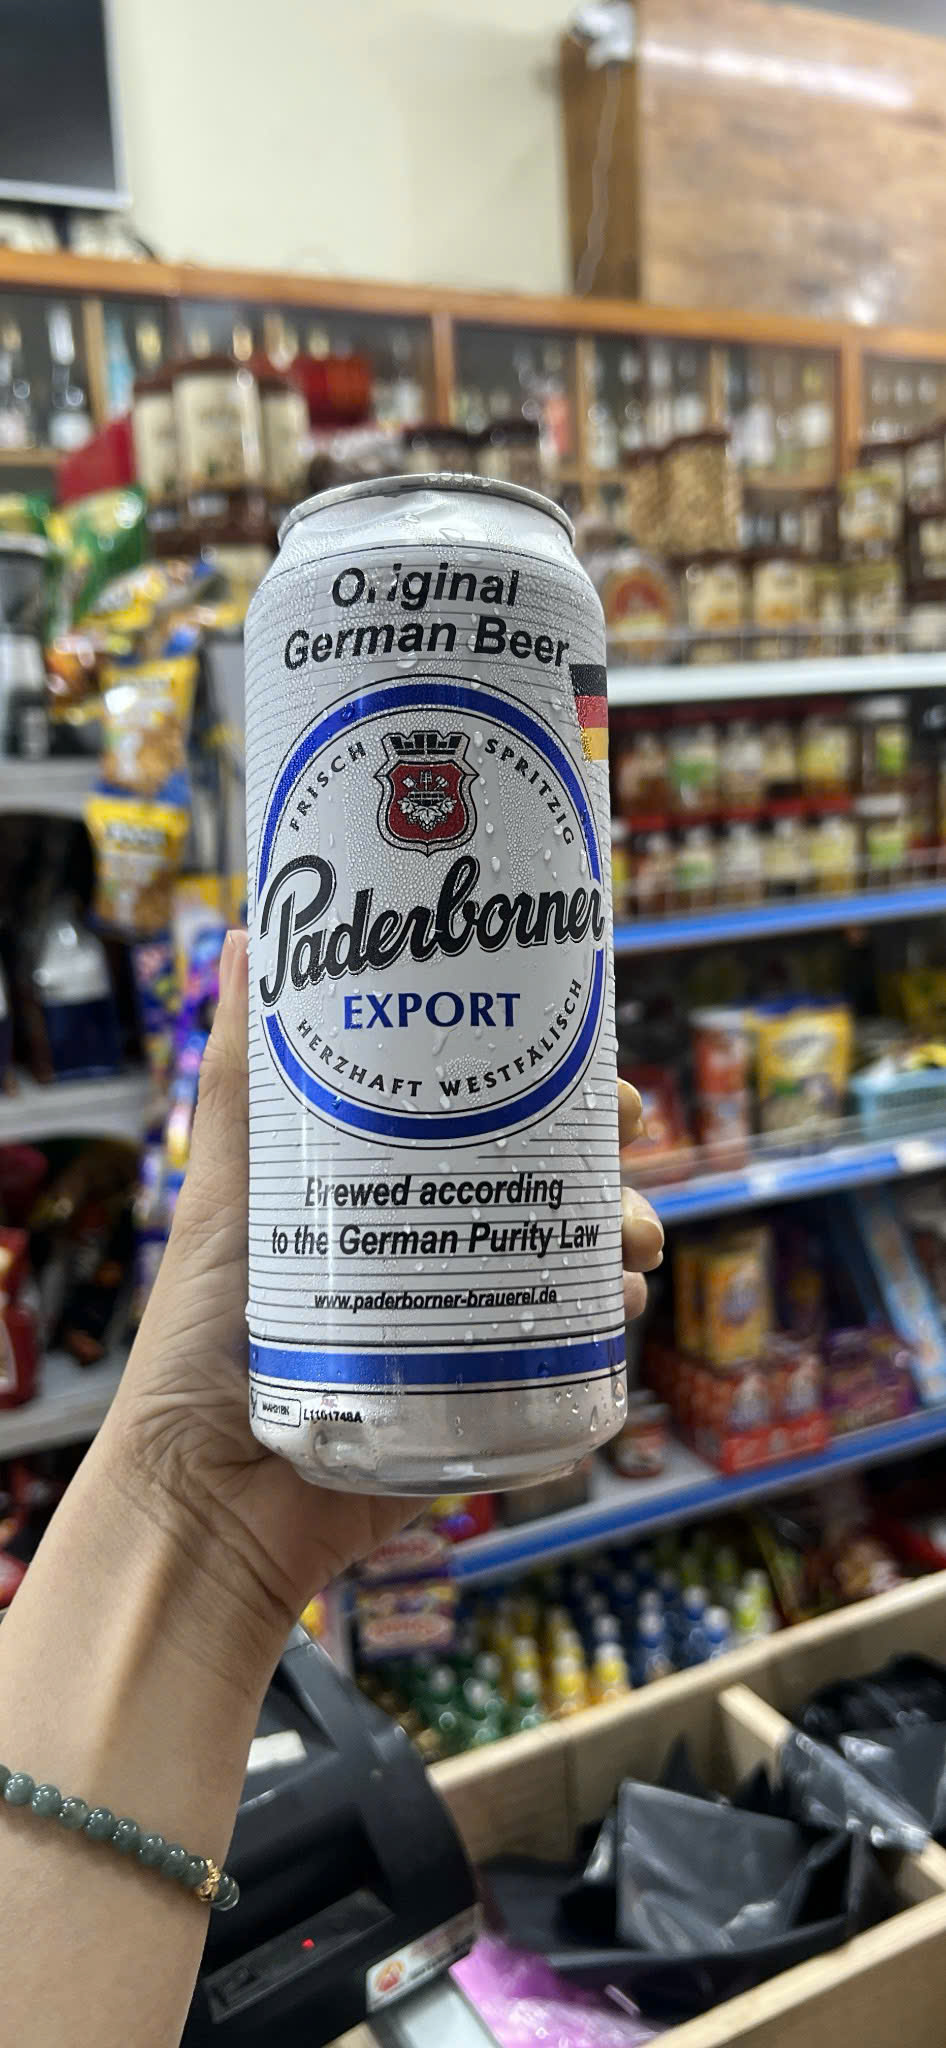 Original
German Beer
FRISCH SPRITZIG
Paderborner
EXPORT
HERZHAFT WESTFÄLISCH
Brewed according
to the German Purity Law
www.paderborner-brauerei.de
L1101748A